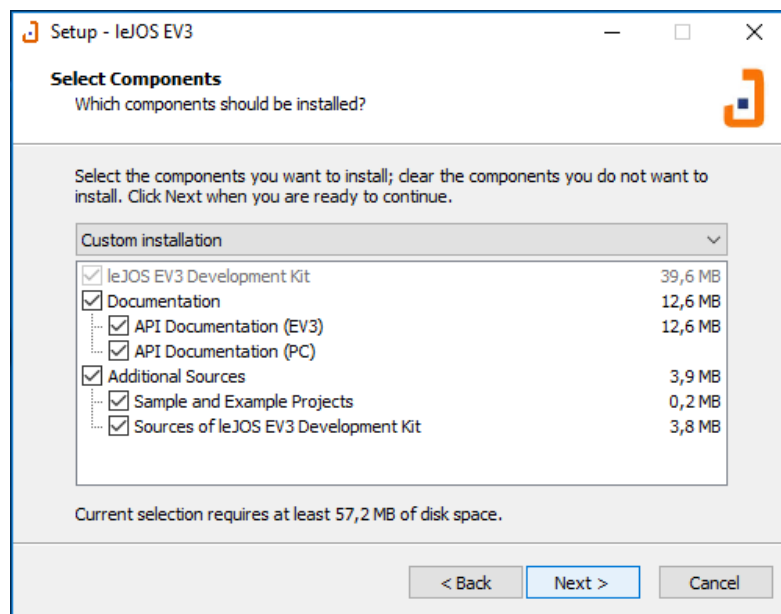 Setup - leJOS EV3
Select Components
Which components should be installed?
Select the components you want to install; clear the components you do not want to
install. Click Next when you are ready to continue.
Custom installation
leJOS EV3 Development Kit 39,6 MB
Documentation 12,6 MB
API Documentation (EV3) 12,6 MB
API Documentation (PC)
Additional Sources 3,9 MB
Sample and Example Projects 0,2 MB
Sources of leJOS EV3 Development Kit 3,8 MB
Current selection requires at least 57,2 MB of disk space.
< Back Next > Cancel